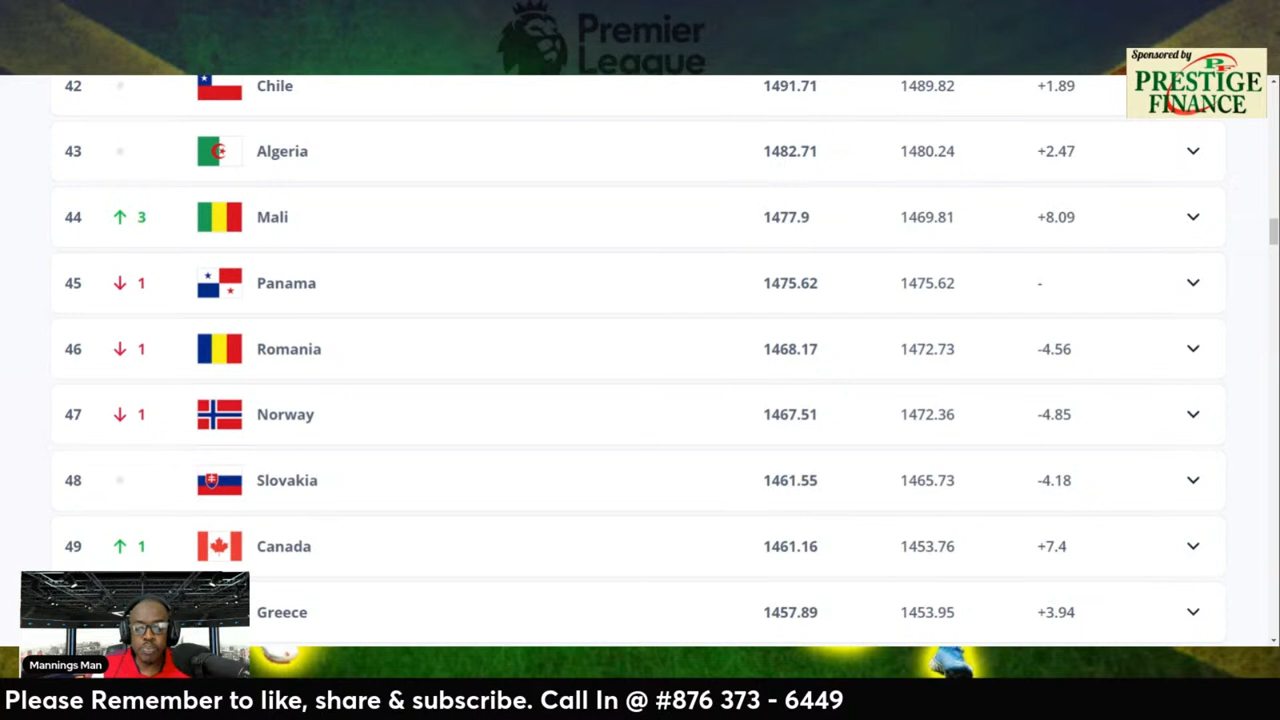 Premier
League
Sponsored by
PF
PRESTIGE
FINANCE
42 Chile 1491.71 1489.82 +1.89
43 Algeria 1482.71 1480.24 +2.47
44 3 Mali 1477.9 1469.81 +8.09
45 1 Panama 1475.62 1475.62 -
46 1 Romania 1468.17 1472.73 -4.56
47 1 Norway 1467.51 1472.36 -4.85
48 Slovakia 1461.55 1465.73 -4.18
49 1 Canada 1461.16 1453.76 +7.4
Greece 1457.89 1453.95 +3.94
Mannings Man
Please Remember to like, share & subscribe. Call In @ #876 373 - 6449